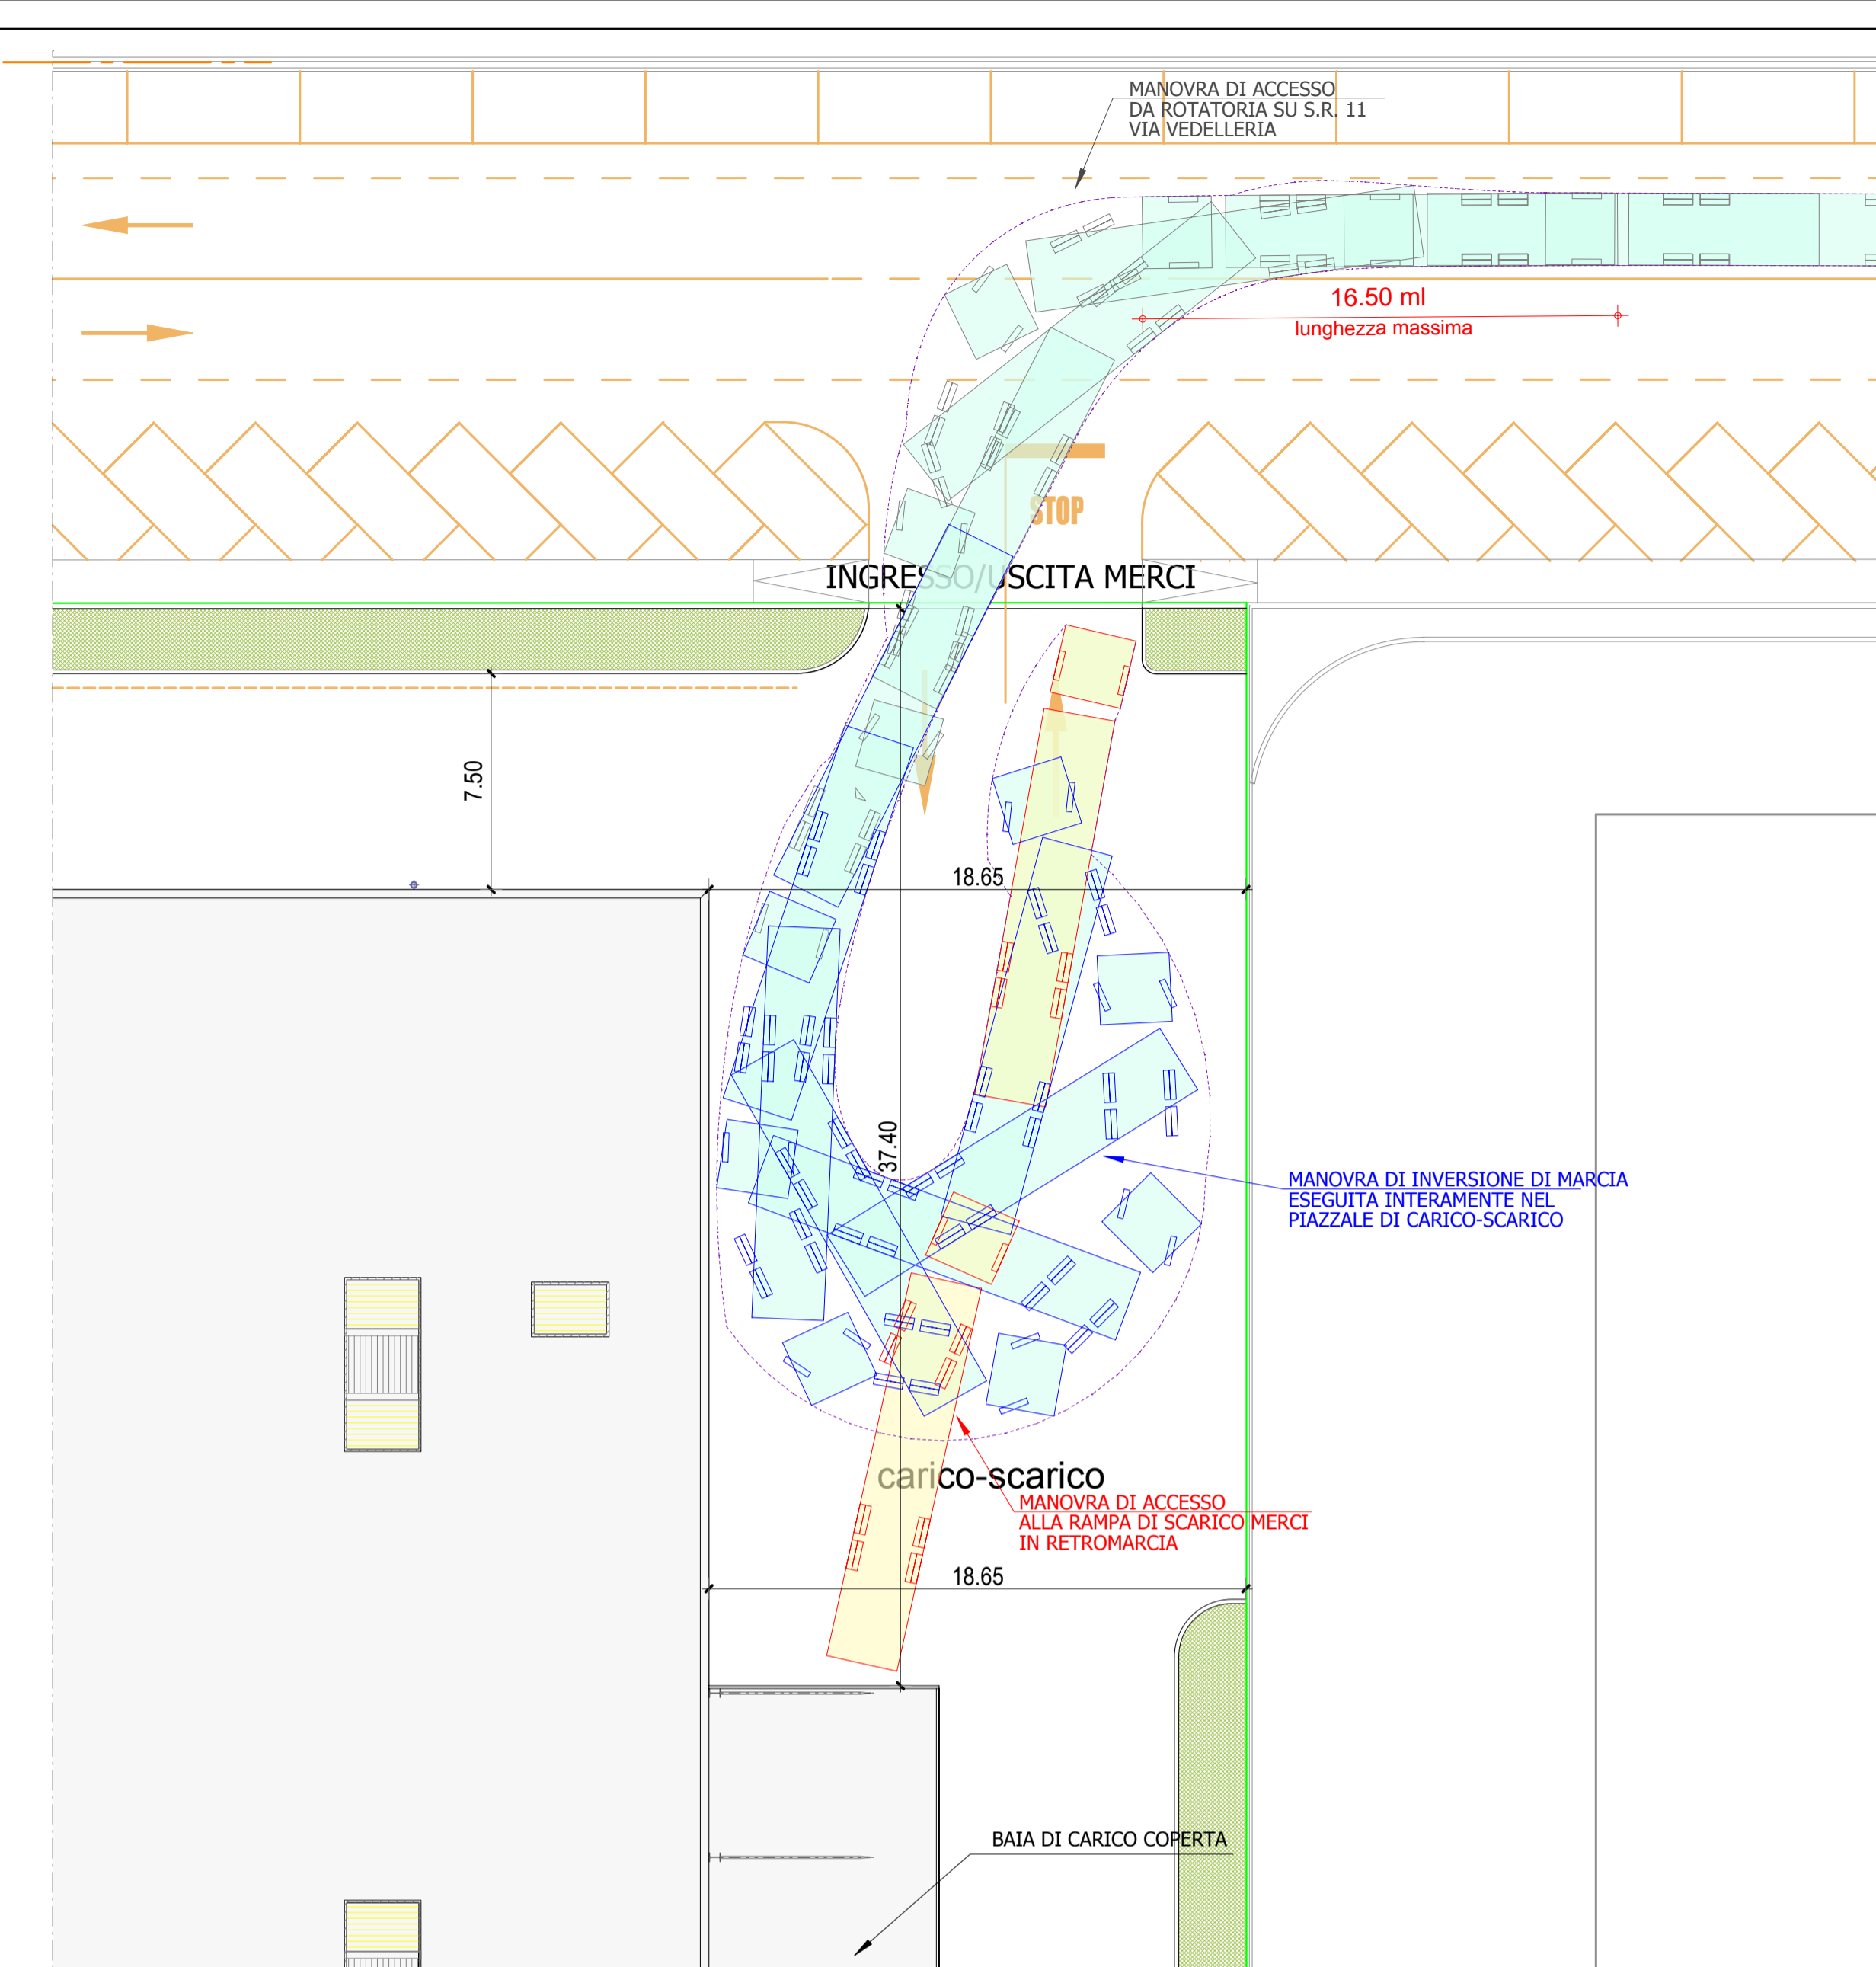 MANOVRA DI ACCESSO
DA ROTATORIA SU S.R. 11
VIA VEDELLERIA
16.50 ml
lunghezza massima
STOP
INGRESSO/USCITA MERCI
7.50
18.65
37.40
MANOVRA DI INVERSIONE DI MARCIA
ESEGUITA INTERAMENTE NEL
PIAZZALE DI CARICO-SCARICO
carico-scarico
MANOVRA DI ACCESSO
ALLA RAMPA DI SCARICO MERCI
IN RETROMARCIA
18.65
BAIA DI CARICO COPERTA